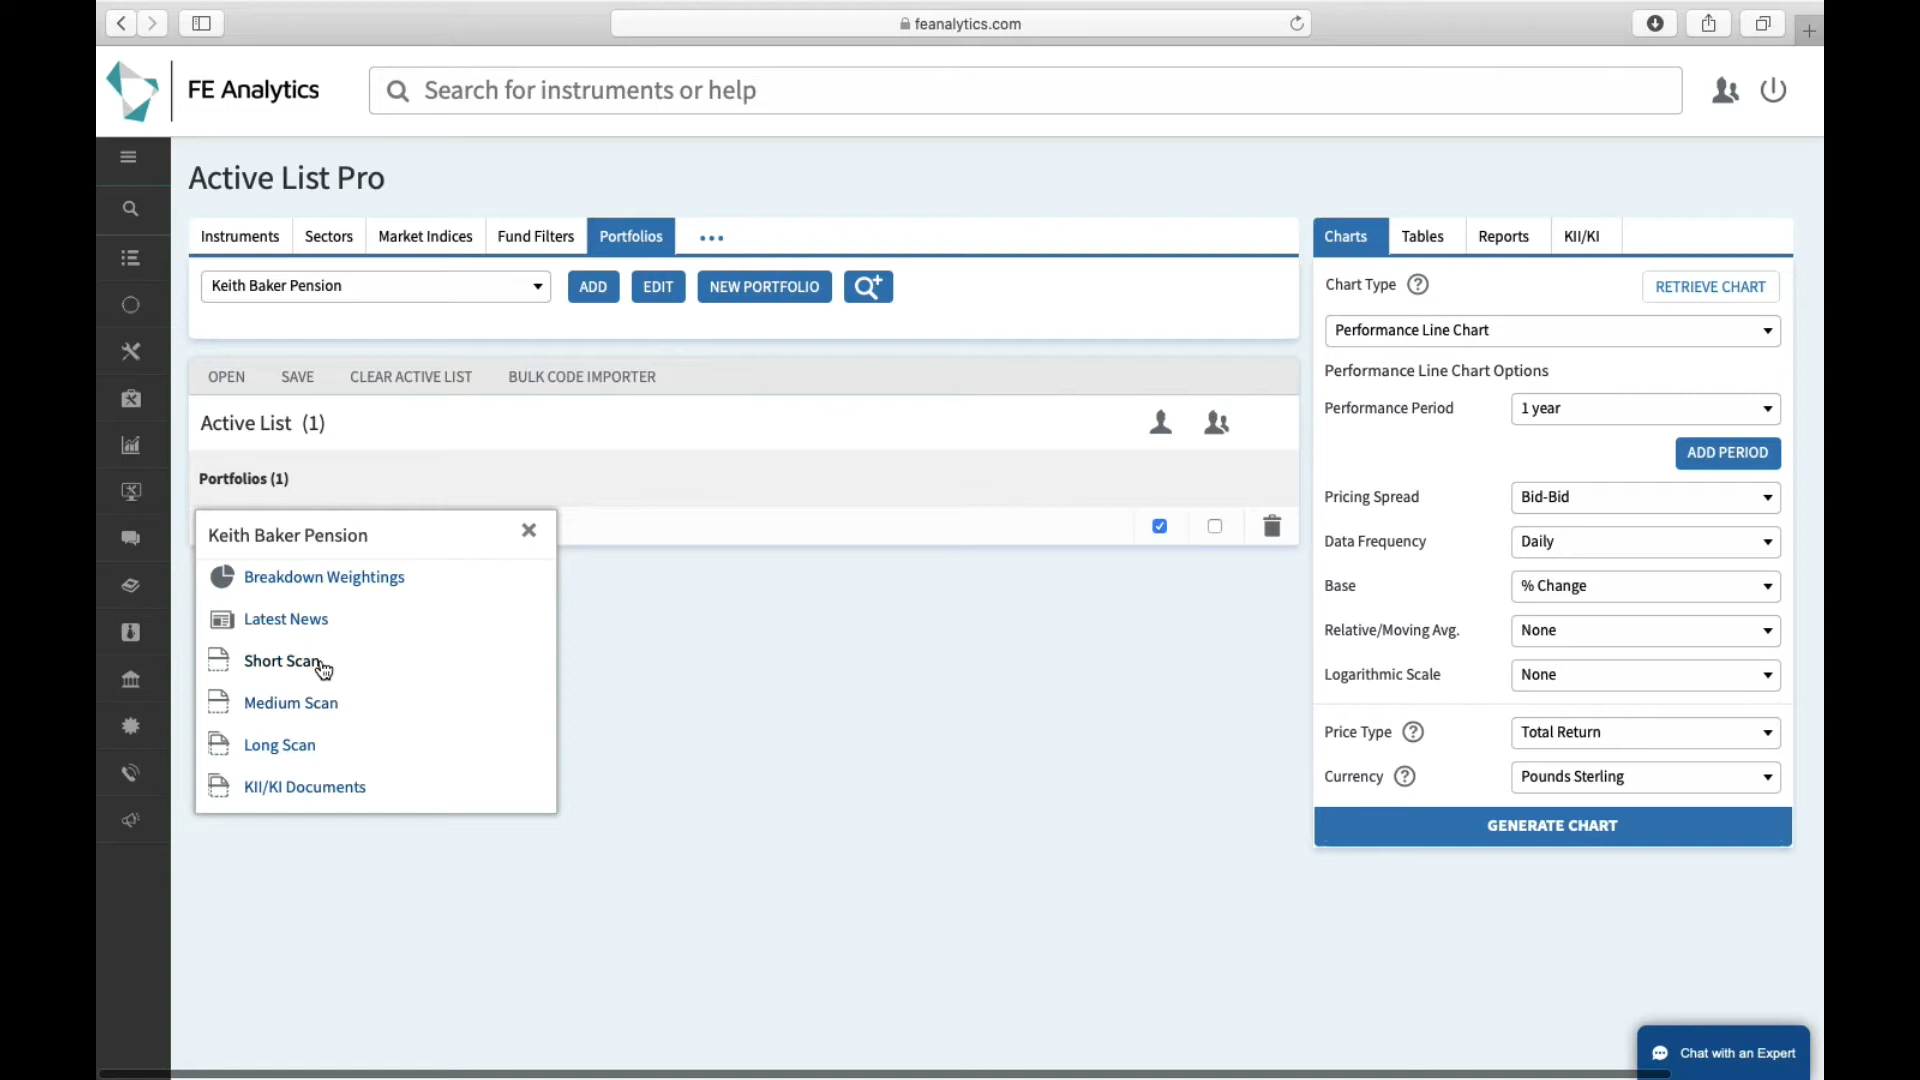 feanalytics.com
FE Analytics
Search for instruments or help
Active List Pro
Instruments Sectors Market Indices Fund Filters Portfolios
Keith Baker Pension ADD EDIT NEW PORTFOLIO
OPEN SAVE CLEAR ACTIVE LIST BULK CODE IMPORTER
Active List (1)
Portfolios (1)
Keith Baker Pension
Breakdown Weightings
Latest News
Short Scan
Medium Scan
Long Scan
KII/KI Documents
Charts Tables Reports KII/KI
Chart Type ? RETRIEVE CHART
Performance Line Chart
Performance Line Chart Options
Performance Period 1 year
ADD PERIOD
Pricing Spread Bid-Bid
Data Frequency Daily
Base % Change
Relative/Moving Avg. None
Logarithmic Scale None
Price Type ? Total Return
Currency ? Pounds Sterling
GENERATE CHART
Chat with an Expert